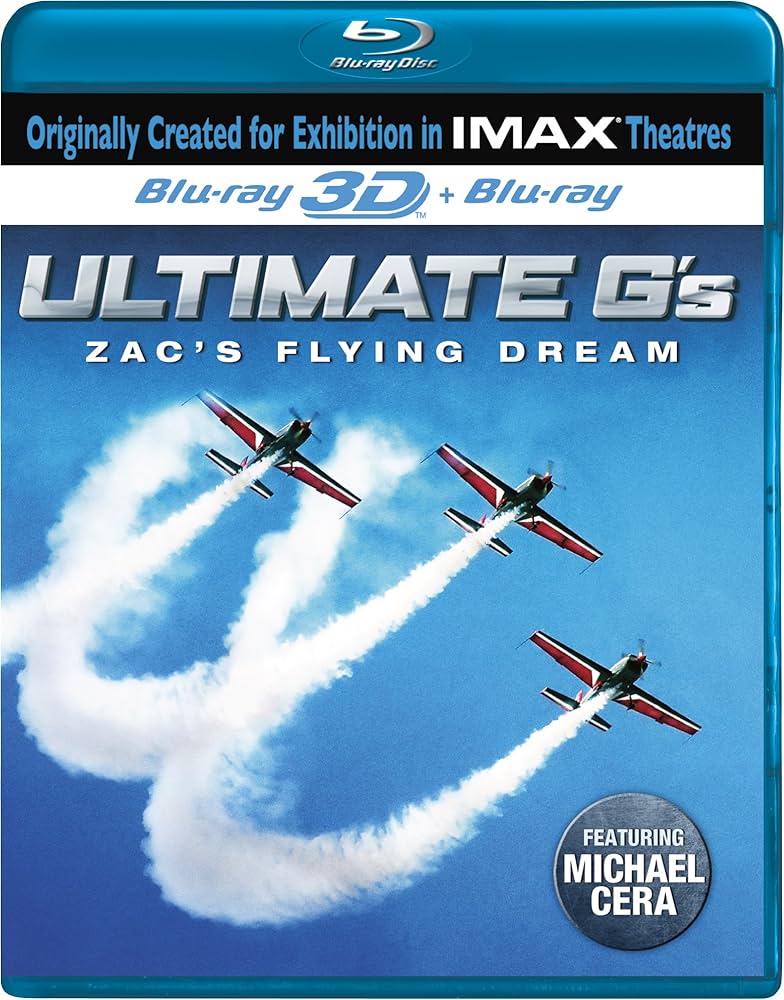 Blu-ray Disc
Originally Created for Exhibition in IMAX® Theatres
Blu-ray 3D™ + Blu-ray
ULTIMATE G's
ZAC'S FLYING DREAM
FEATURING
MICHAEL
CERA